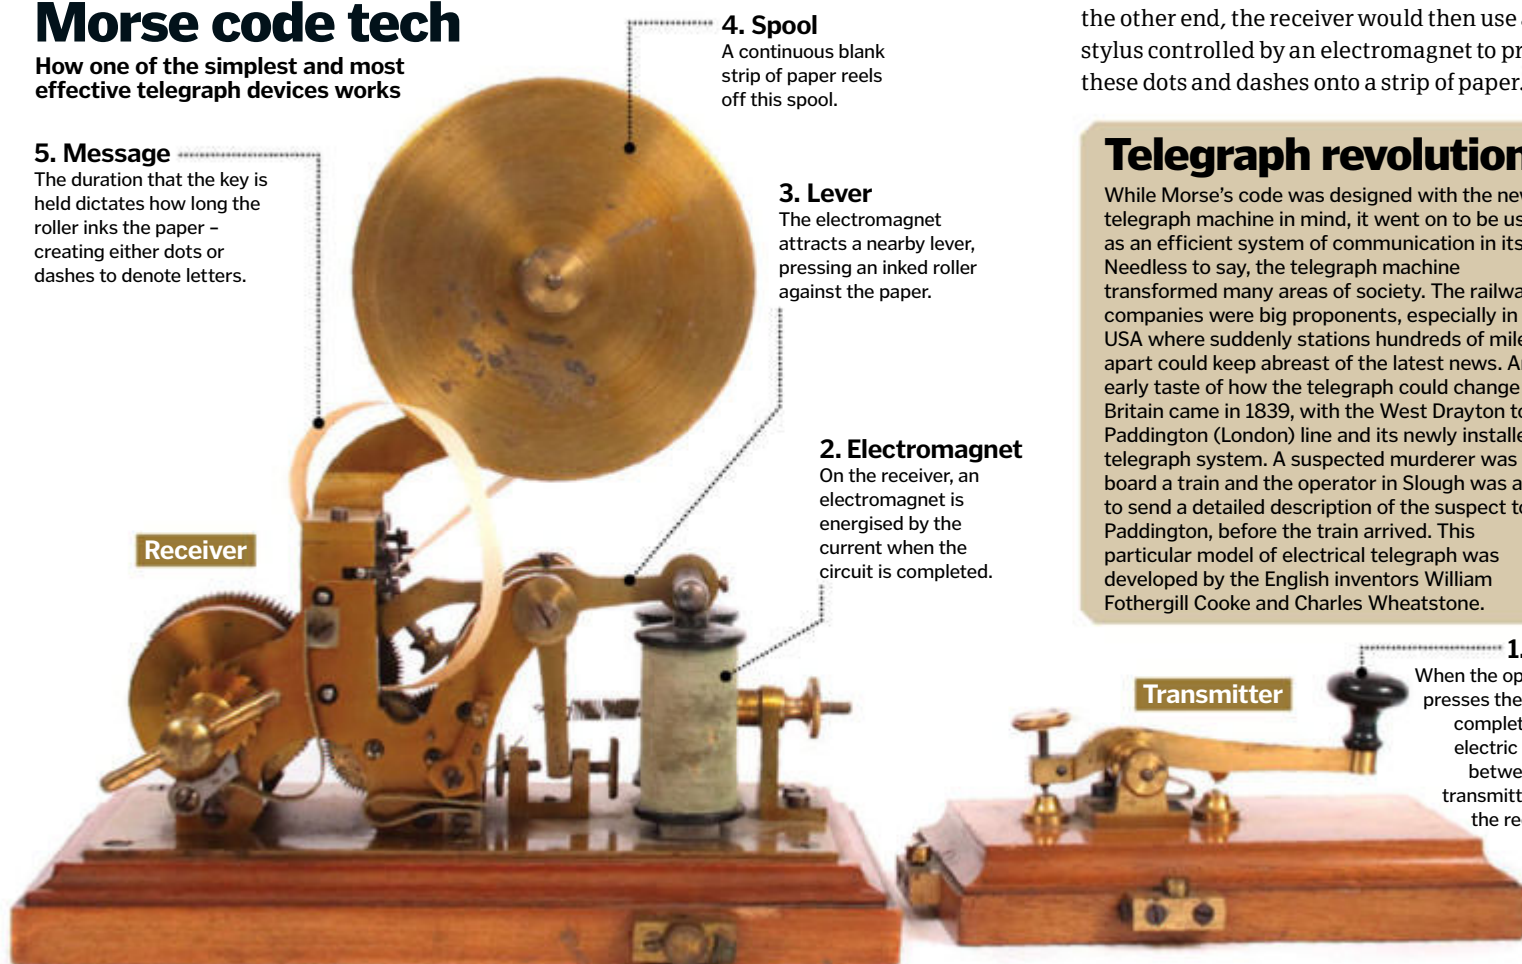 Morse code tech
How one of the simplest and most
effective telegraph devices works
5. Message
The duration that the key is
held dictates how long the
roller inks the paper –
creating either dots or
dashes to denote letters.
4. Spool
A continuous blank
strip of paper reels
off this spool.
3. Lever
The electromagnet
attracts a nearby lever,
pressing an inked roller
against the paper.
2. Electromagnet
On the receiver, an
electromagnet is
energised by the
current when the
circuit is completed.
Receiver
the other end, the receiver would then use
stylus controlled by an electromagnet to
these dots and dashes onto a strip of paper.
Telegraph revolution
While Morse's code was designed with the
telegraph machine in mind, it went on to be
as an efficient system of communication in its
Needless to say, the telegraph machine
transformed many areas of society. The
companies were big proponents, especially in
USA where suddenly stations hundreds of
apart could keep abreast of the latest news.
early taste of how the telegraph could change
Britain came in 1839, with the West Drayton
Paddington (London) line and its newly
telegraph system. A suspected murderer was
board a train and the operator in Slough was
to send a detailed description of the suspect
Paddington, before the train arrived. This
particular model of electrical telegraph was
developed by the English inventors William
Fothergill Cooke and Charles Wheatstone.
Transmitter
1.
When the
presses the
electric
the